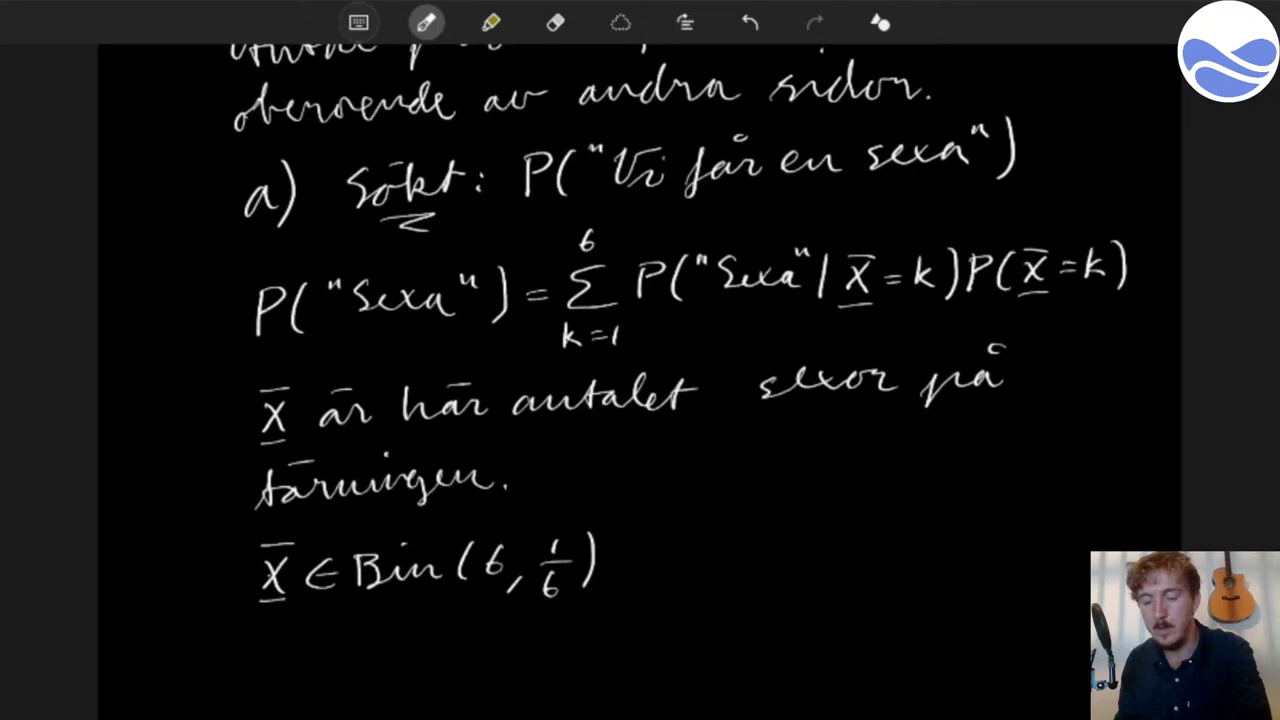 oberoende av andra sidor.
a) Sökt: P("Vi får en sexa")
P("Sexa") = 6∑k=1 P("Sexa" | X = k) P(X = k)
X är här antalet sexor på
tärningen.
X ∈ Bin(6, 1/6)